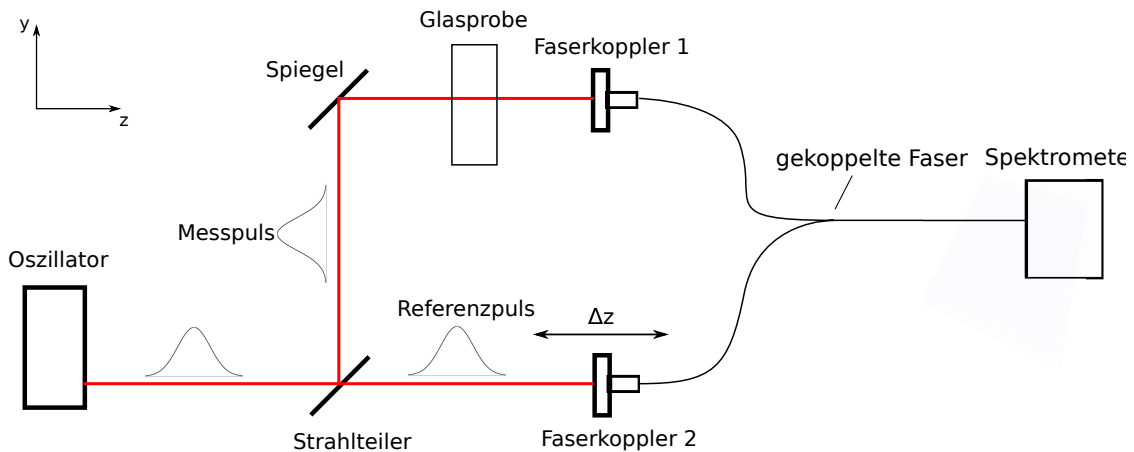 y
Glasprobe
Faserkoppler 1
Spiegel
z
gekoppelte Faser
Spektromete
Messpuls
Oszillator
Referenzpuls
Δz
Strahlteiler
Faserkoppler 2